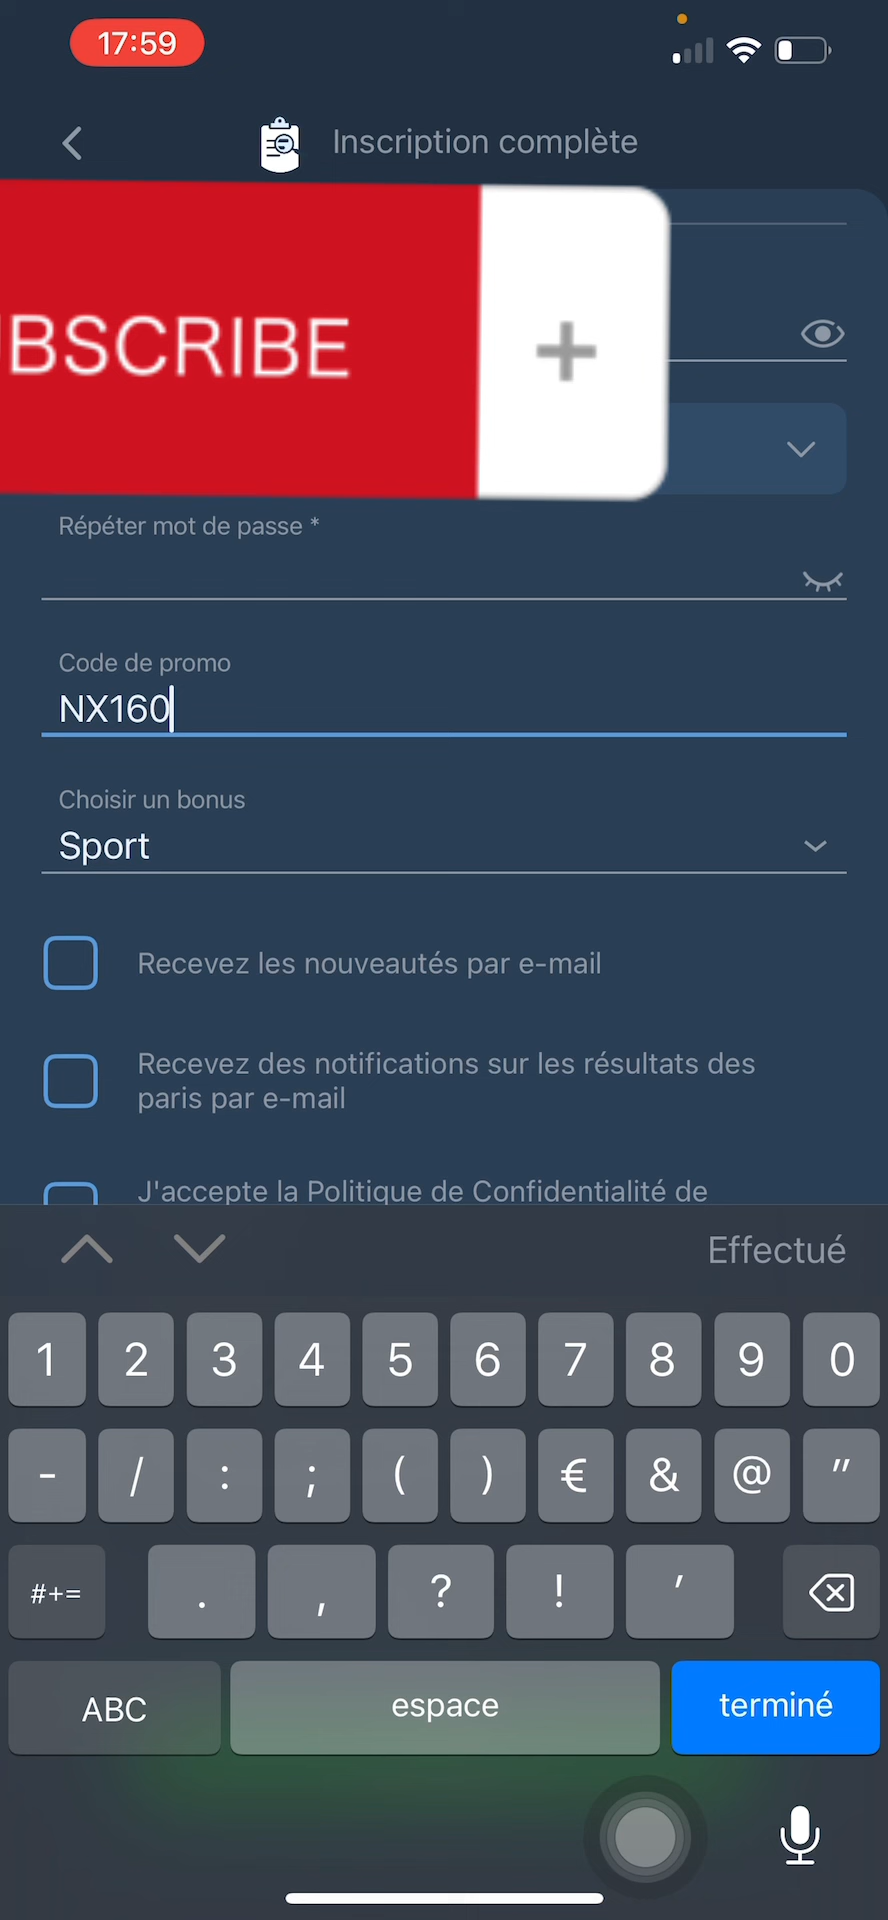 17:59
Inscription complète
UBSCRIBE
+
Répéter mot de passe *
Code de promo
NX160
Choisir un bonus
Sport
Recevez les nouveautés par e-mail
Recevez des notifications sur les résultats des
paris par e-mail
J'accepte la Politique de Confidentialité de
Effectué
1 2 3 4 5 6 7 8 9 0
- / : ; ( ) € & @ "
#+= . , ? ! '
ABC espace terminé